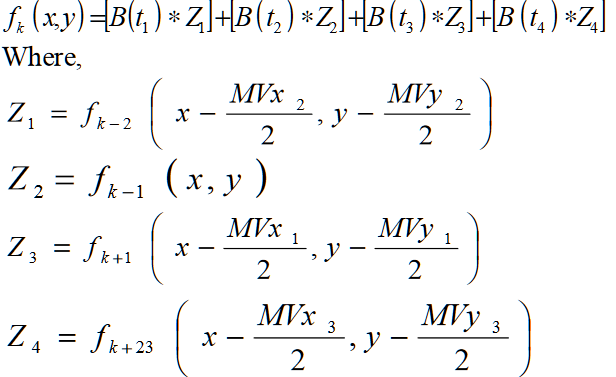 f_k (x,y)=[B(t_1)*Z_1]+[B(t_2)*Z_2]+[B(t_3)*Z_3]+[B(t_4)*Z_4]
Where,
Z_1 = f_{k-2} ( x - MVx_2 / 2 , y - MVy_2 / 2 )
Z_2 = f_{k-1} ( x, y )
Z_3 = f_{k+1} ( x - MVx_1 / 2 , y - MVy_1 / 2 )
Z_4 = f_{k+23} ( x - MVx_3 / 2 , y - MVy_3 / 2 )